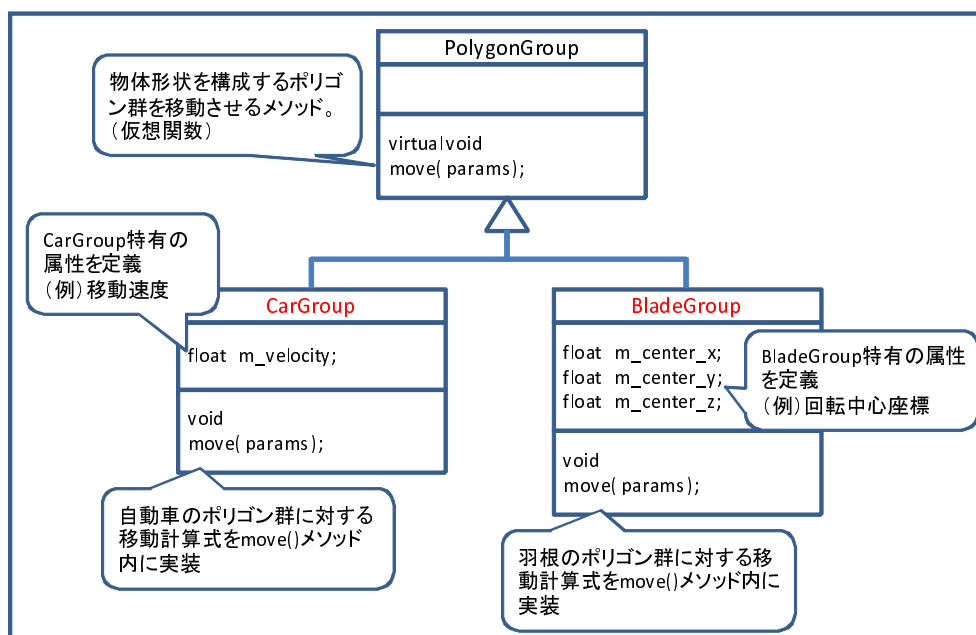 PolygonGroup
物体形状を構成するポリゴ
ン群を移動させるメソッド。
（仮想関数）
virtual void
move( params);
CarGroup特有の
属性を定義
（例）移動速度
CarGroup
float m_velocity;
void
move( params);
BladeGroup
float m_center_x;
float m_center_y;
float m_center_z;
BladeGroup特有の属性
を定義
（例）回転中心座標
void
move( params);
自動車のポリゴン群に対する
移動計算式をmove()メソッド
内に実装
羽根のポリゴン群に対する移
動計算式をmove()メソッド内に
実装